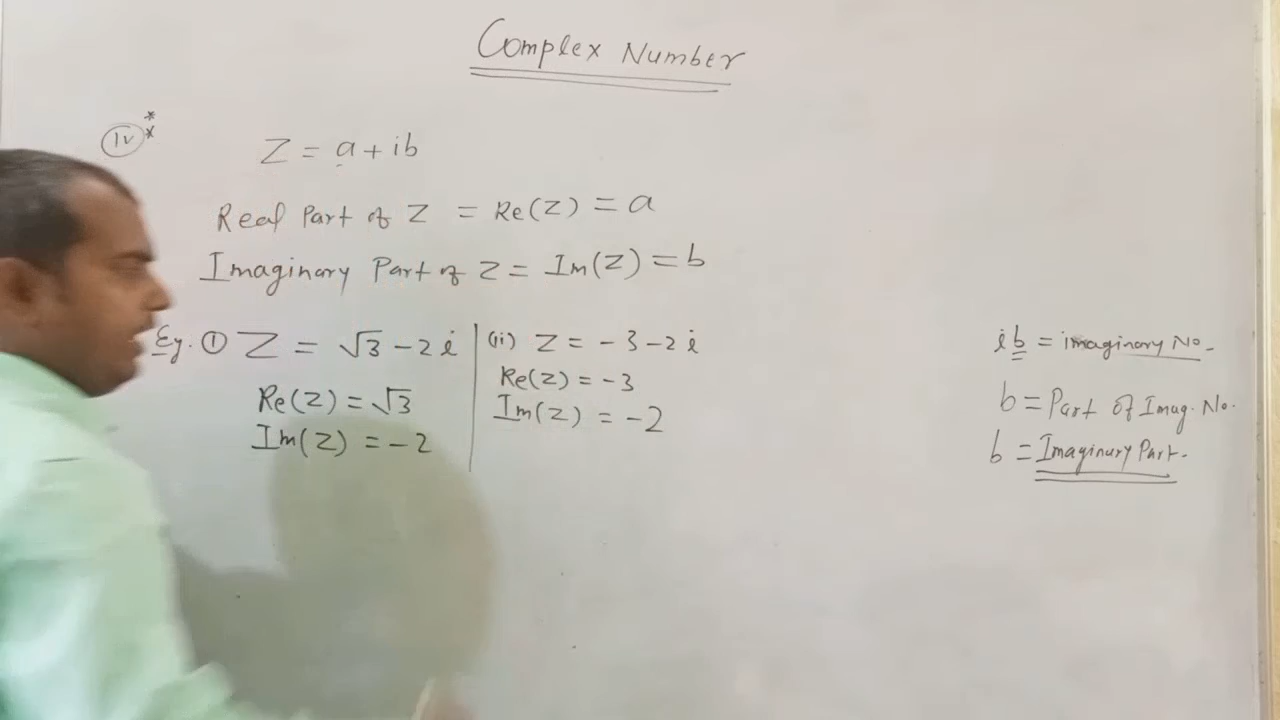 Complex Number
(iv) **
Z = a + ib
Real Part of Z = Re(Z) = a
Imaginary Part of Z = Im(Z) = b
Eg. ① Z = √3 - 2i
Re(Z) = √3
Im(Z) = -2
(ii) Z = -3 - 2i
Re(Z) = -3
Im(Z) = -2
ib = imaginary No.
b = Part of Imag. No.
b = Imaginary Part.